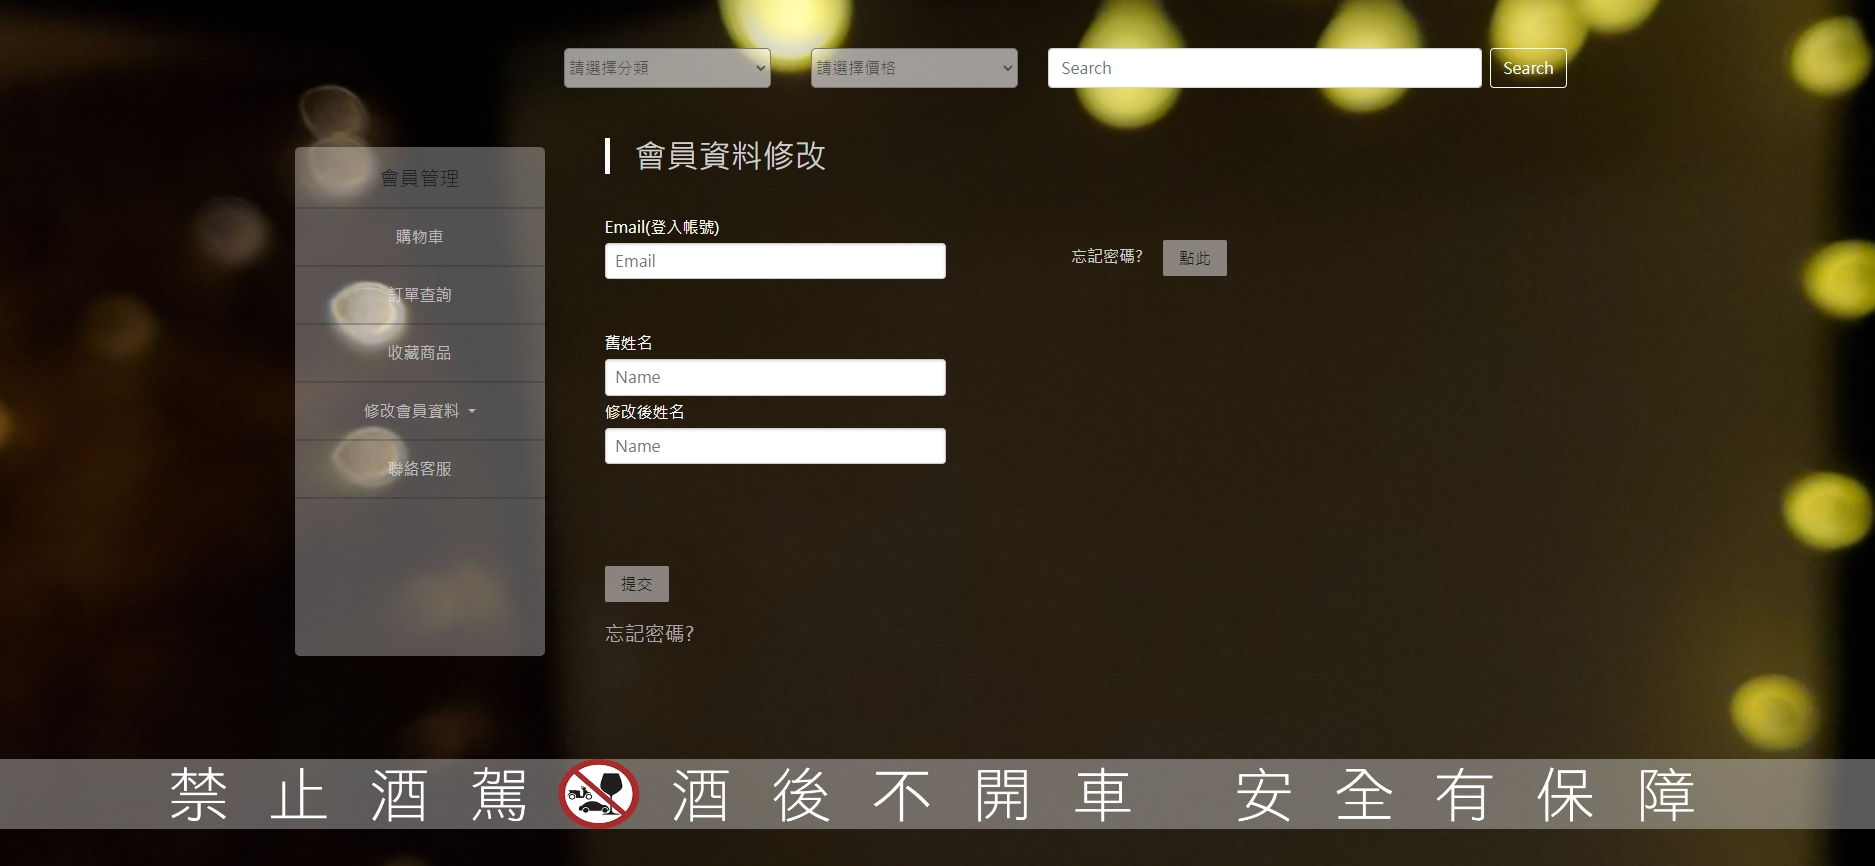 請選擇分類 請選擇價格 Search Search
會員資料修改
會員管理
購物車
訂單查詢
收藏商品
修改會員資料
聯絡客服
Email(登入帳號)
Email
忘記密碼? 點此
舊姓名
Name
修改後姓名
Name
提交
忘記密碼?
禁止酒駕 酒後不開車 安全有保障